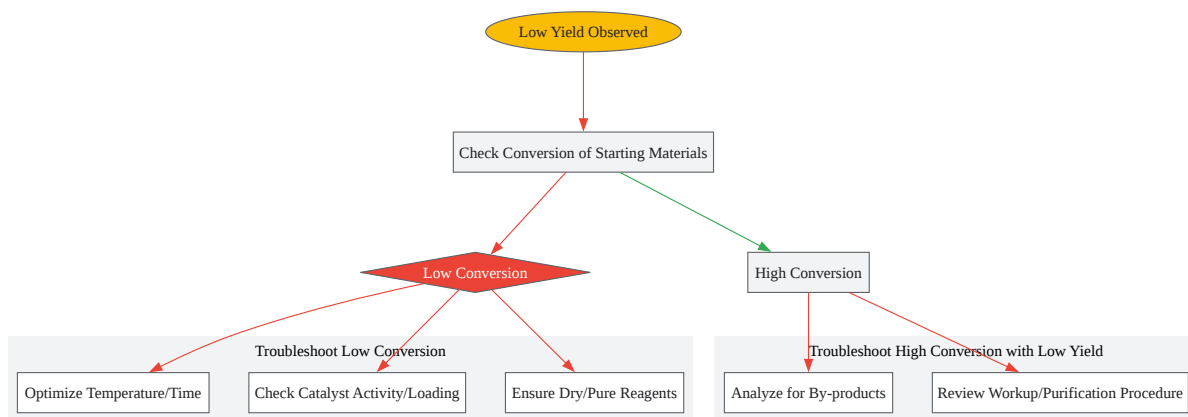 Low Yield Observed
Check Conversion of Starting Materials
Low Conversion
High Conversion
Troubleshoot Low Conversion
Troubleshoot High Conversion with Low Yield
Optimize Temperature/Time
Check Catalyst Activity/Loading
Ensure Dry/Pure Reagents
Analyze for By-products
Review Workup/Purification Procedure